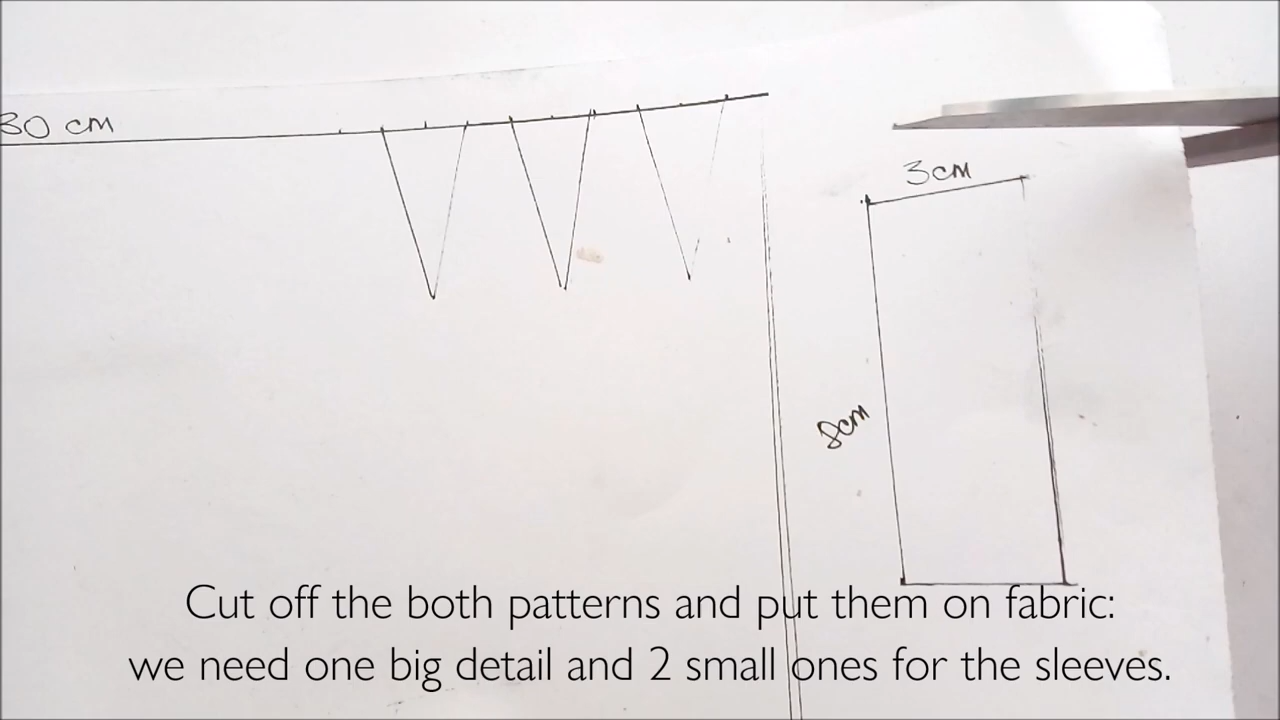 30 cm
3cm
8cm
Cut off the both patterns and put them on fabric:
we need one big detail and 2 small ones for the sleeves.